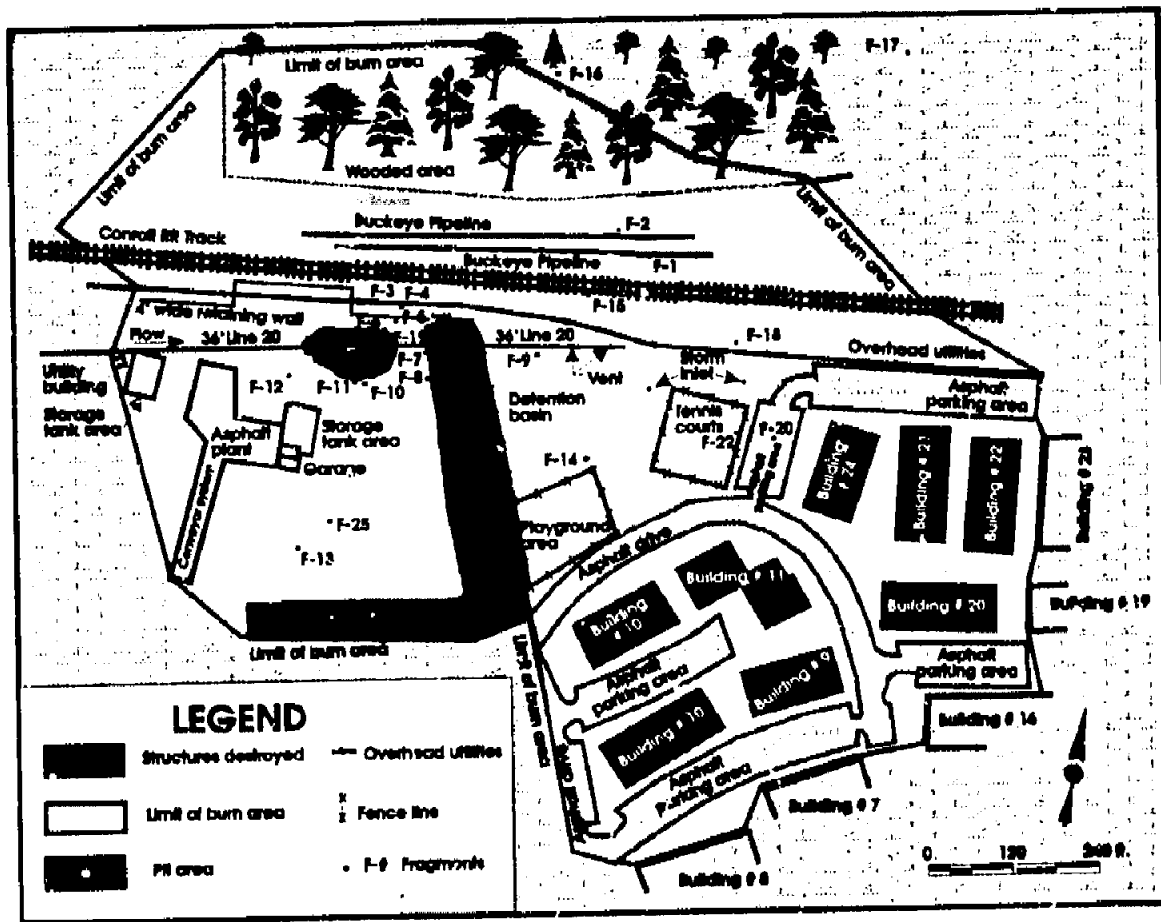 F-17
Limit of burn area
F-16
Limit of burn area
Wooded area
Limit of burn area
Buckeye Pipeline
F-2
Conrail RR Track
Buckeye Pipeline
F-1
F-3
F-4
F-15
4' wide retaining wall
F-6
F-18
Flow
36' Line 20
36' Line 20
F-7
F-9
Vent
Storm
inlet
Overhead utilities
Utility
building
F-12
F-11
F-10
F-8
Asphalt
parking area
Storage
tank area
Detention
basin
Tennis
courts
F-22
F-20
Asphalt
plant
Storage
tank area
Garage
F-14
Building
# 24
Building # 21
Building # 22
Building # 23
Conveyor system
F-25
F-13
Playground
area
Asphalt drive
Building # 11
Building
# 10
Building # 20
Building # 19
Limit of burn area
Limit of burn area
Asphalt
parking area
Building # 9
Asphalt
parking area
Building # 14
Asphalt
parking area
Building # 7
Building # 8
LEGEND
Structures destroyed
Overhead utilities
Limit of burn area
Fence line
Pit area
F-# Fragments
0 120 240 ft.